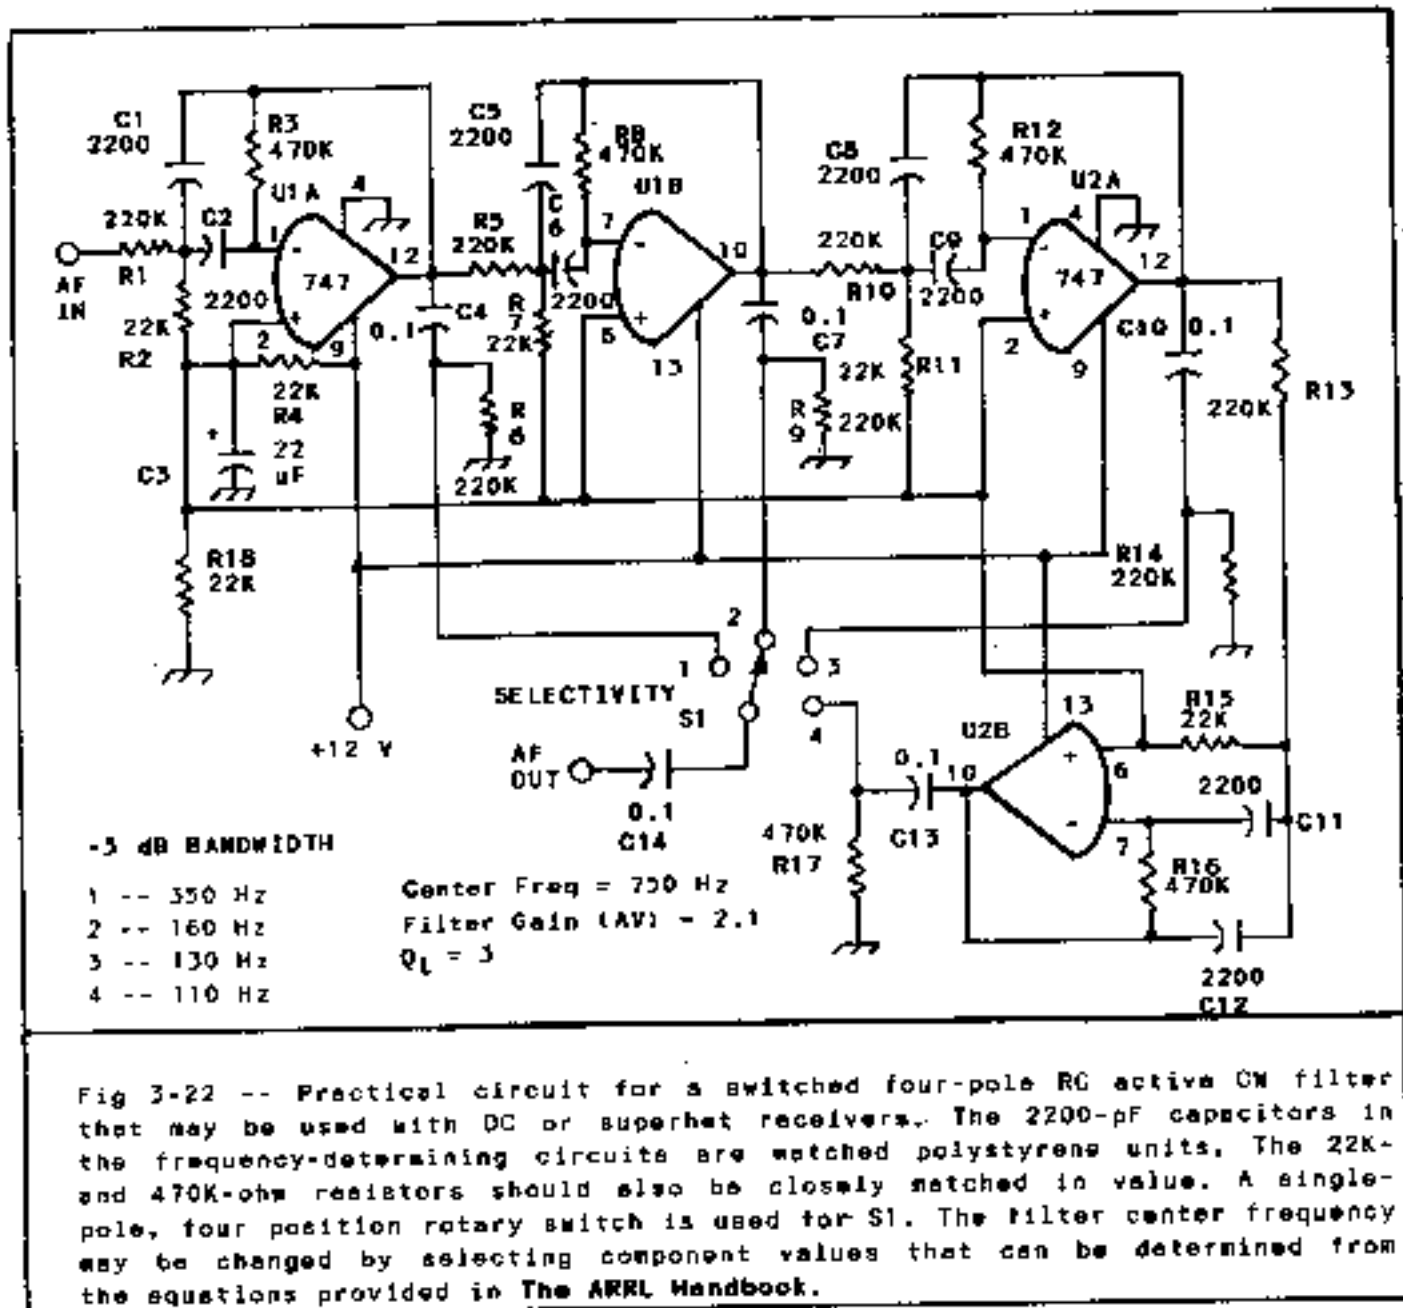 C1
2200
R3
470K
U1A
4
220K
C2
1
-
12
AF
IN
R1
2200
747
22K
+
R2
2
9
0.1
C4
22K
R4
+
22
uF
C3
R18
22K
C5
2200
R8
470K
U1B
C
6
7
-
10
R5
220K
2200
R
7
22K
+
6
13
0.1
C7
R
6
220K
R
9
220K
C8
2200
R12
470K
U2A
4
1
-
12
220K
C9
R10
2200
747
+
2
9
C10
0.1
22K
R11
220K
R13
R14
220K
2
1
3
SELECTIVITY
S1
4
+12 V
AF
OUT
0.1
C14
U2B
13
R15
22K
+
6
0.1
10
2200
-
7
C11
C13
470K
R17
R16
470K
2200
C12
-3 dB BANDWIDTH
1 -- 350 Hz
2 -- 160 Hz
3 -- 130 Hz
4 -- 110 Hz
Center Freq = 750 Hz
Filter Gain (AV) = 2.1
QL = 3
Fig 3-22 -- Practical circuit for a switched four-pole RC active CW filter
that may be used with DC or superhet receivers. The 2200-pF capacitors in
the frequency-determining circuits are matched polystyrene units. The 22K-
and 470K-ohm resistors should also be closely matched in value. A single-
pole, four position rotary switch is used for S1. The filter center frequency
may be changed by selecting component values that can be determined from
the equations provided in The ARRL Handbook.